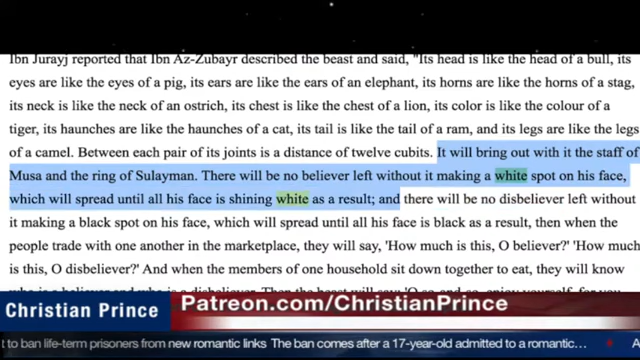 Ibn Jurayj reported that Ibn Az-Zubayr described the beast and said, "Its head is like the head of a bull, its
eyes are like the eyes of a pig, its ears are like the ears of an elephant, its horns are like the horns of a stag,
its neck is like the neck of an ostrich, its chest is like the chest of a lion, its color is like the colour of a
tiger, its haunches are like the haunches of a cat, its tail is like the tail of a ram, and its legs are like the legs
of a camel. Between each pair of its joints is a distance of twelve cubits. It will bring out with it the staff of
Musa and the ring of Sulayman. There will be no believer left without it making a white spot on his face,
which will spread until all his face is shining white as a result; and there will be no disbeliever left without
it making a black spot on his face, which will spread until all his face is black as a result, then when the
people trade with one another in the marketplace, they will say, 'How much is this, O believer?' 'How much
is this, O disbeliever?' And when the members of one household sit down together to eat, they will know
Christian Prince
Patreon.com/ChristianPrince
t to ban life-term prisoners from new romantic links The ban comes after a 17-year-old admitted to a romantic...